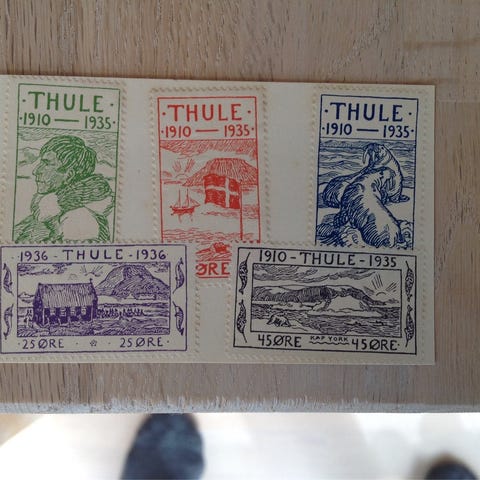 ·THULE·
·1910 — 1935·
·THULE·
·1910 — 1935·
ØRE
·THULE·
·1910 — 1935·
1936 - THULE - 1936
25ØRE · 25ØRE
1910 - THULE - 1935
45ØRE KAP YORK 45ØRE